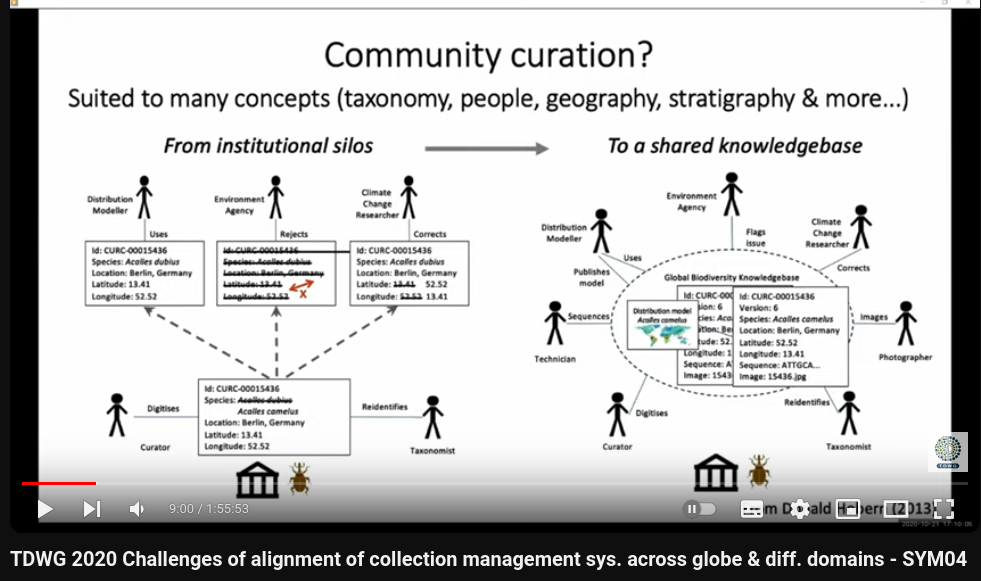 Community curation?
Suited to many concepts (taxonomy, people, geography, stratigraphy & more...)
From institutional silos
To a shared knowledgebase
Distribution
Modeller
Uses
Id: CURC-00015436
Species: Acalles dubius
Location: Berlin, Germany
Latitude: 13.41
Longitude: 52.52
Environment
Agency
Rejects
Id: CURC-00015436
Species: Acalles dubius
Location: Berlin, Germany
Latitude: 13.41
Longitude: 52.52
X
Climate
Change
Researcher
Corrects
Id: CURC-00015436
Species: Acalles dubius
Location: Berlin, Germany
Latitude: 13.41 52.52
Longitude: 52.52 13.41
Digitises
Curator
Id: CURC-00015436
Species: Acalles dubius
Acalles camelus
Location: Berlin, Germany
Latitude: 13.41
Longitude: 52.52
Reidentifies
Taxonomist
Environment
Agency
Flags
issue
Distribution
Modeller
Uses
Publishes
model
Climate
Change
Researcher
Corrects
Global Biodiversity Knowledgebase
Distribution model
Acalles camelus
Id: CURC-000
sion: 6
cies: Aca
ation: Be
tude: 52.
Longitude: 1
Sequence: A
Image: 1543
Id: CURC-00015436
Version: 6
Species: Acalles camelus
Location: Berlin, Germany
Latitude: 52.52
Longitude: 13.41
Sequence: ATTGCA...
Image: 15436.jpg
Sequences
Technician
Images
Photographer
Digitises
Curator
Reidentifies
Taxonomist
TDWG
9:00 / 1:55:53
m Donald Hobern (2013)
2020-10-21 17:10:05
TDWG 2020 Challenges of alignment of collection management sys. across globe & diff. domains - SYM04